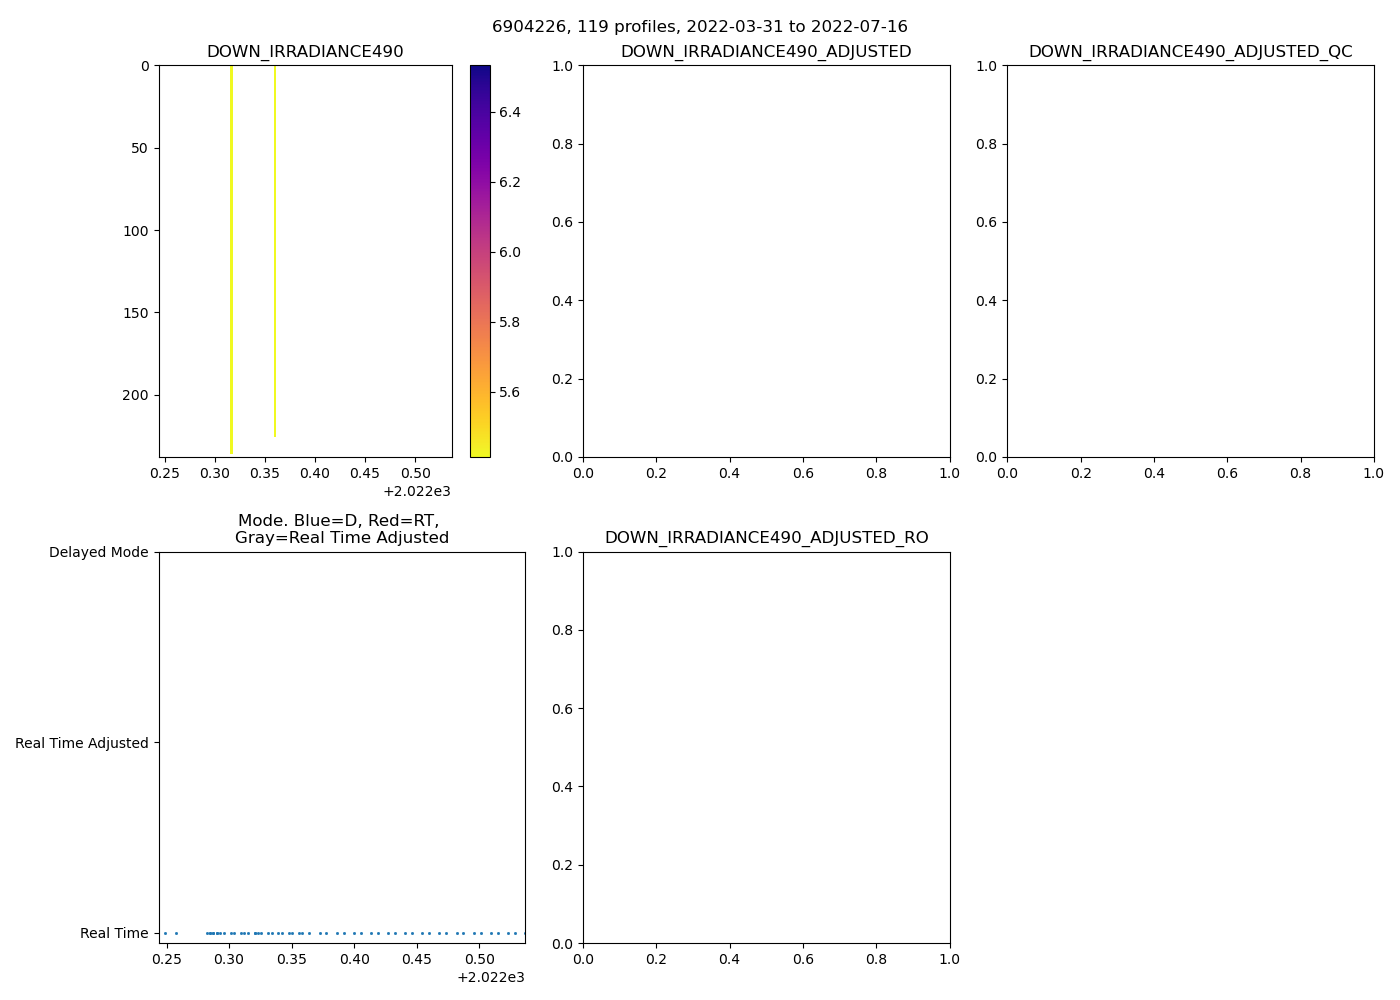 6904226, 119 profiles, 2022-03-31 to 2022-07-16
DOWN_IRRADIANCE490
0
50
100
150
200
0.25 0.30 0.35 0.40 0.45 0.50
+2.022e3
6.4
6.2
6.0
5.8
5.6
DOWN_IRRADIANCE490_ADJUSTED
1.0
0.8
0.6
0.4
0.2
0.0
0.0 0.2 0.4 0.6 0.8 1.0
DOWN_IRRADIANCE490_ADJUSTED_QC
1.0
0.8
0.6
0.4
0.2
0.0
0.0 0.2 0.4 0.6 0.8 1.0
Mode. Blue=D, Red=RT,
Gray=Real Time Adjusted
Delayed Mode
Real Time Adjusted
Real Time
0.25 0.30 0.35 0.40 0.45 0.50
+2.022e3
DOWN_IRRADIANCE490_ADJUSTED_RO
1.0
0.8
0.6
0.4
0.2
0.0
0.0 0.2 0.4 0.6 0.8 1.0